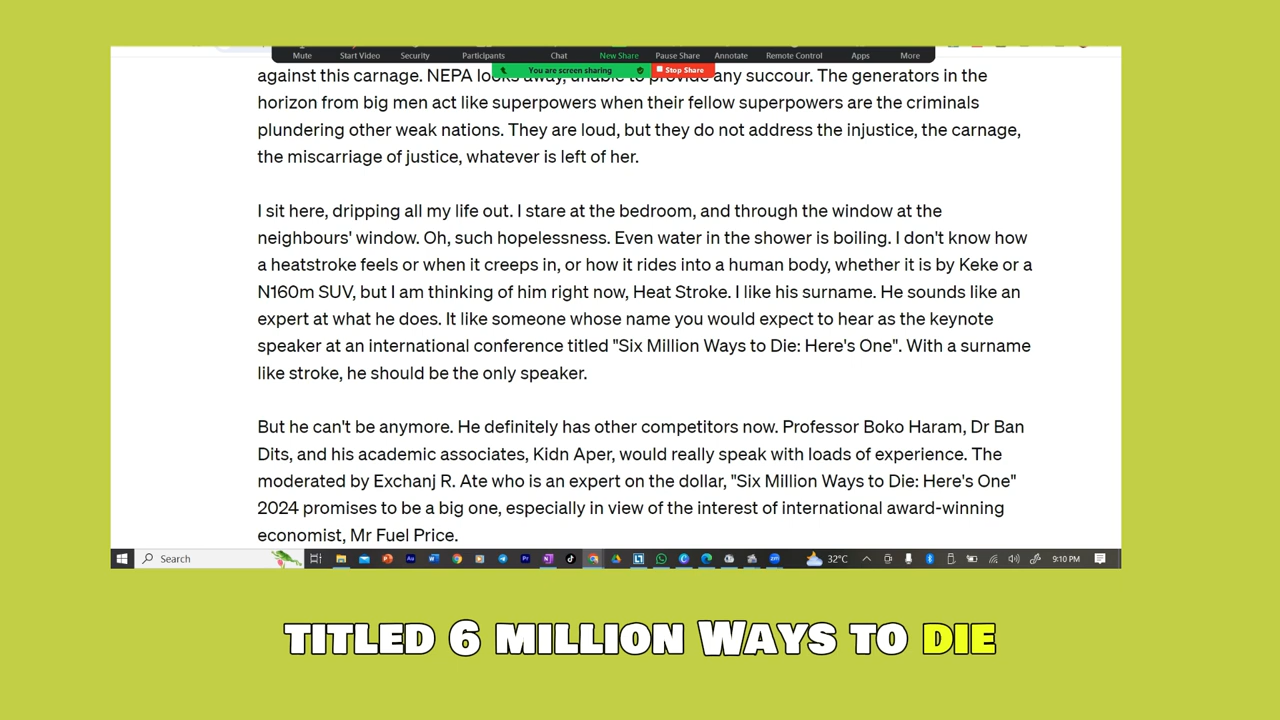 Mute Start Video Security Participants Chat New Share Pause Share Annotate Remote Control Apps More
You are screen sharing Stop Share
against this carnage. NEPA looks away, unable to provide any succour. The generators in the
horizon from big men act like superpowers when their fellow superpowers are the criminals
plundering other weak nations. They are loud, but they do not address the injustice, the carnage,
the miscarriage of justice, whatever is left of her.
I sit here, dripping all my life out. I stare at the bedroom, and through the window at the
neighbours' window. Oh, such hopelessness. Even water in the shower is boiling. I don't know how
a heatstroke feels or when it creeps in, or how it rides into a human body, whether it is by Keke or a
N160m SUV, but I am thinking of him right now, Heat Stroke. I like his surname. He sounds like an
expert at what he does. It like someone whose name you would expect to hear as the keynote
speaker at an international conference titled "Six Million Ways to Die: Here's One". With a surname
like stroke, he should be the only speaker.
But he can't be anymore. He definitely has other competitors now. Professor Boko Haram, Dr Ban
Dits, and his academic associates, Kidn Aper, would really speak with loads of experience. The
moderated by Exchanj R. Ate who is an expert on the dollar, "Six Million Ways to Die: Here's One"
2024 promises to be a big one, especially in view of the interest of international award-winning
economist, Mr Fuel Price.
Search 32°C 9:10 PM
TITLED 6 MILLION WAYS TO DIE